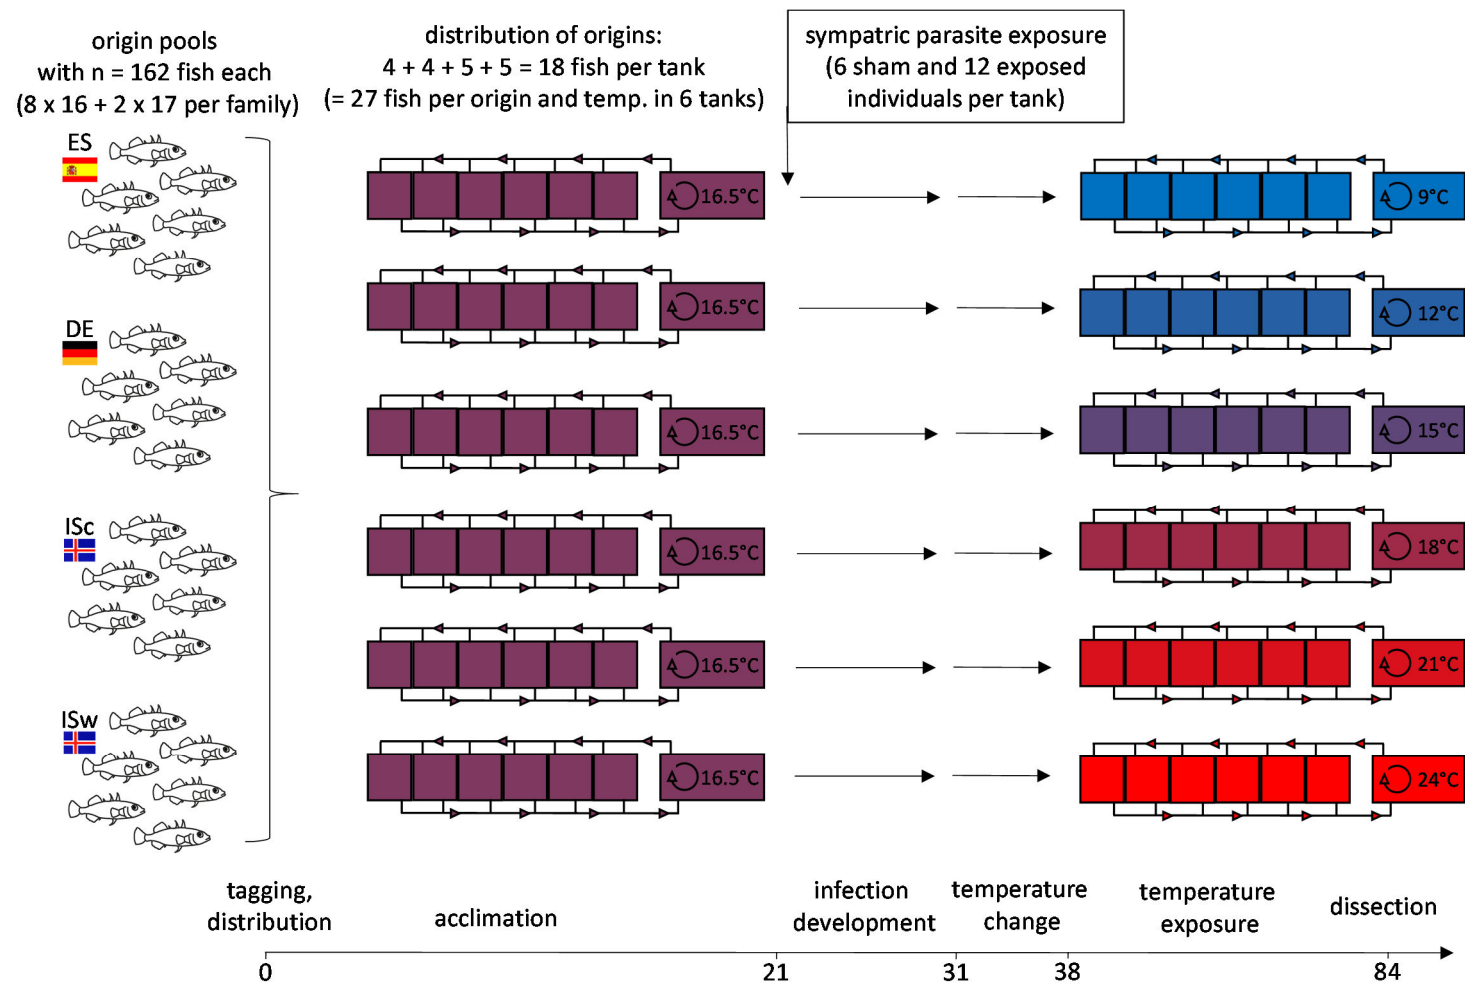 origin pools
with n = 162 fish each
(8 x 16 + 2 x 17 per family)
distribution of origins:
4 + 4 + 5 + 5 = 18 fish per tank
(= 27 fish per origin and temp. in 6 tanks)
sympatric parasite exposure
(6 sham and 12 exposed
individuals per tank)
ES
DE
ISc
ISw
16.5°C
16.5°C
16.5°C
16.5°C
16.5°C
16.5°C
9°C
12°C
15°C
18°C
21°C
24°C
tagging,
distribution
acclimation
infection
development
temperature
change
temperature
exposure
dissection
0
21
31
38
84